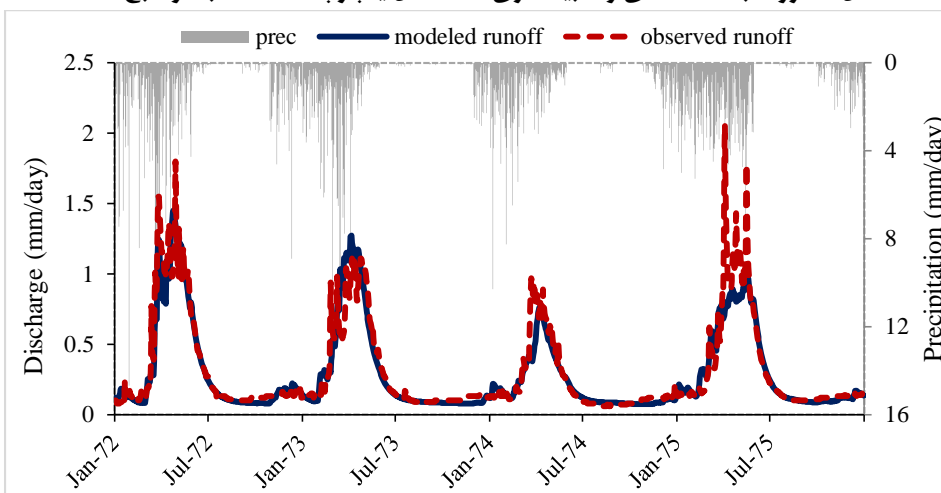 prec modeled runoff observed runoff
2.5
2
1.5
1
0.5
0
Discharge (mm/day)
0
4
8
12
16
Precipitation (mm/day)
Jan-72
Jul-72
Jan-73
Jul-73
Jan-74
Jul-74
Jan-75
Jul-75